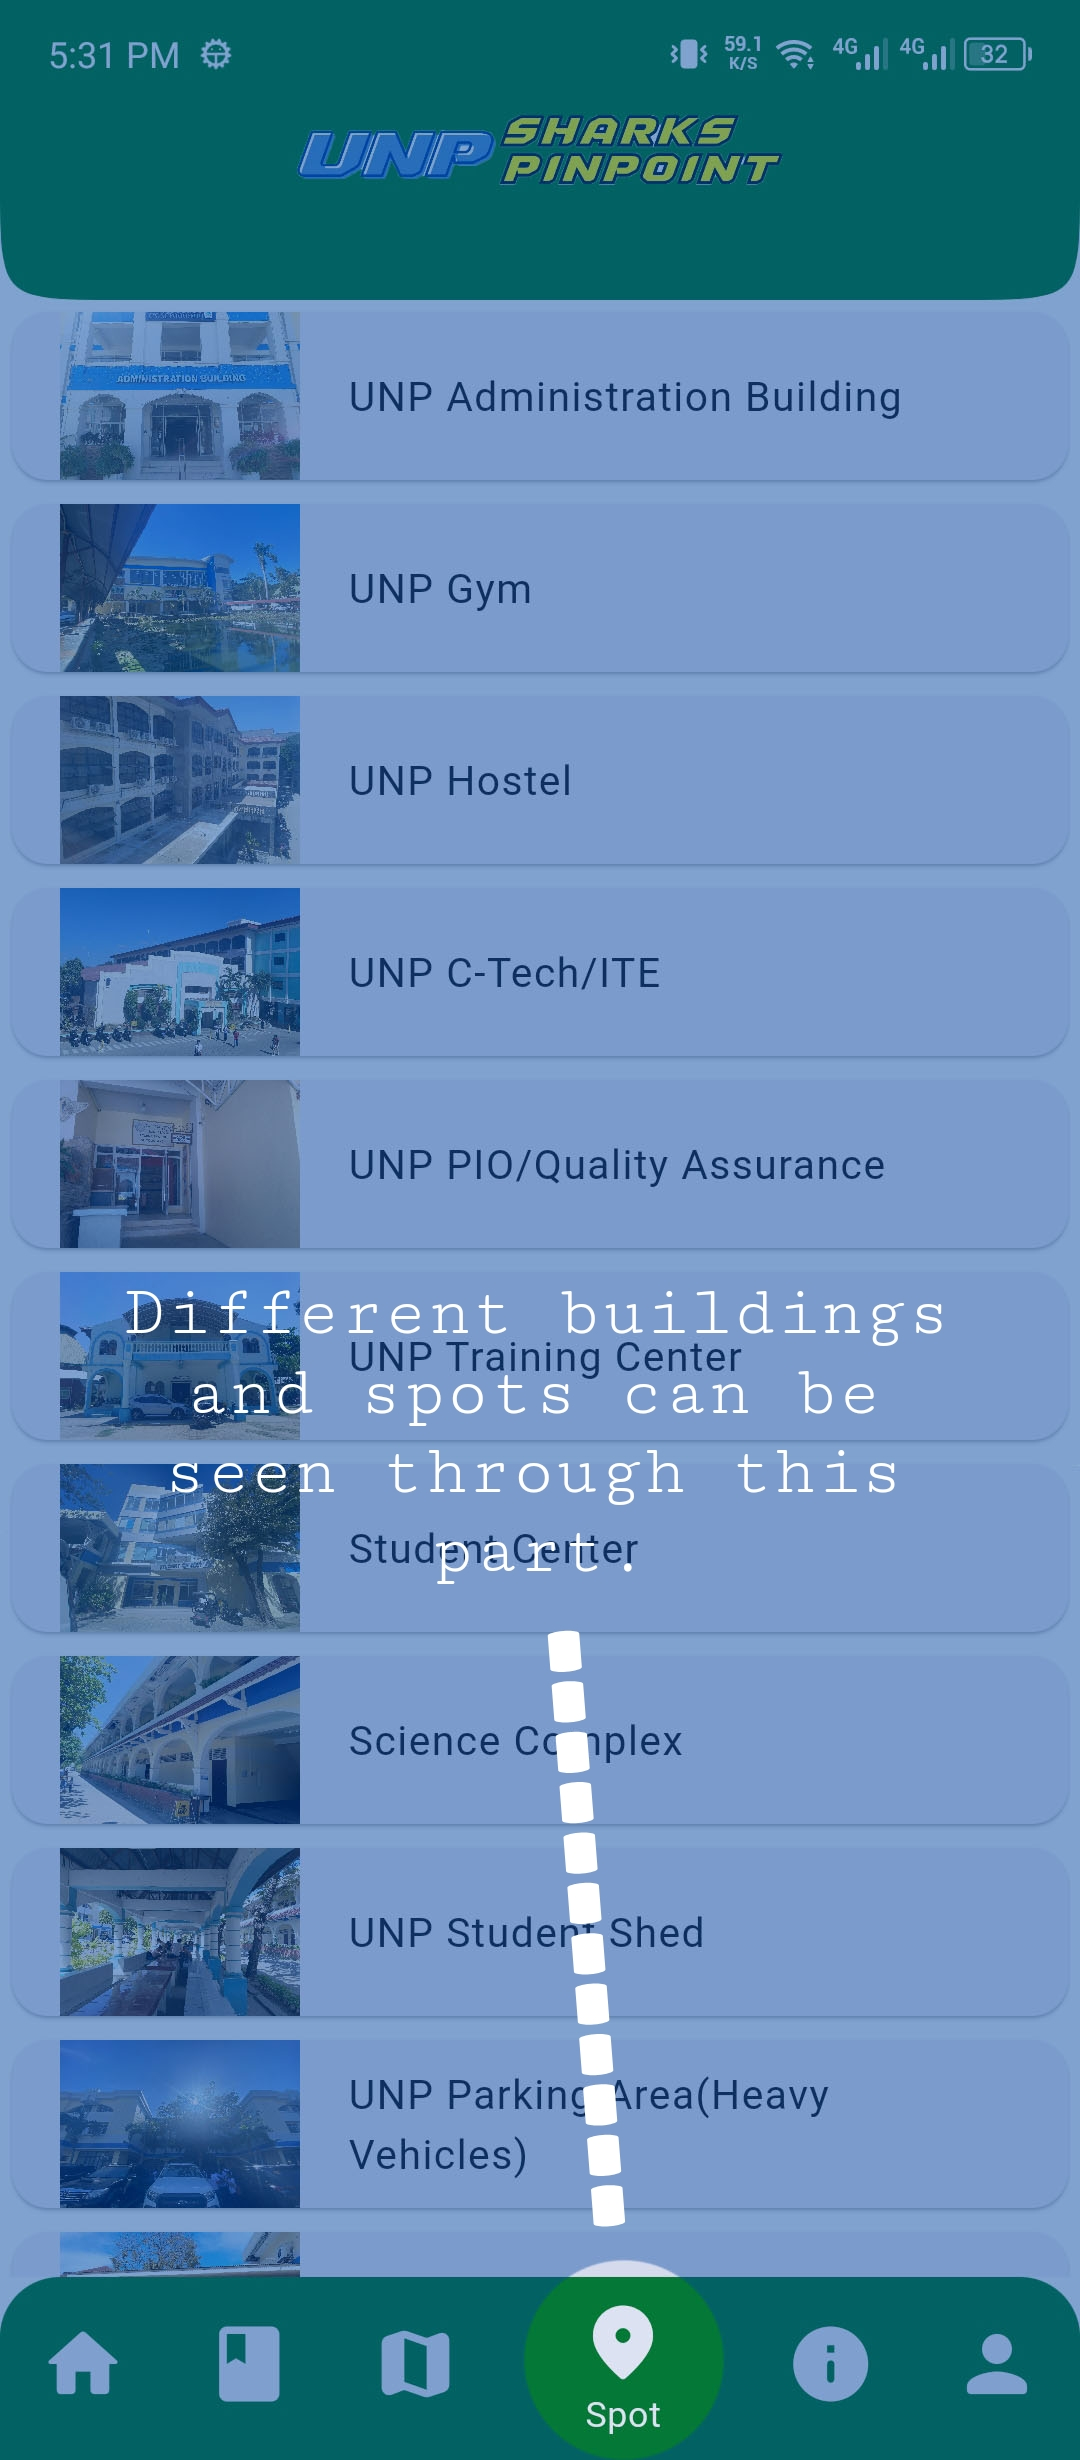 5:31 PM
59.1
K/S
4G
4G
32
UNP SHARKS
PINPOINT
ADMINISTRATION BUILDING
UNP Administration Building
UNP Gym
UNP Hostel
UNP C-Tech/ITE
UNP PIO/Quality Assurance
Different buildings
UNP Training Center
and spots can be
seen through this
Student Center
part.
Science Complex
UNP Student Shed
UNP Parking Area(Heavy
Vehicles)
Spot